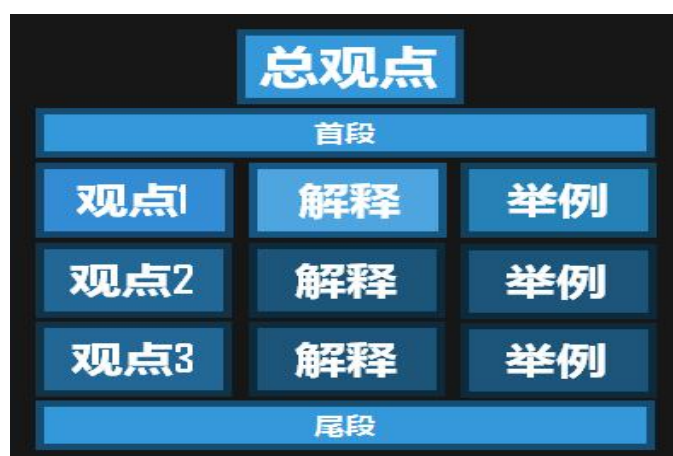 总观点
首段
观点1 解释 举例
观点2 解释 举例
观点3 解释 举例
尾段